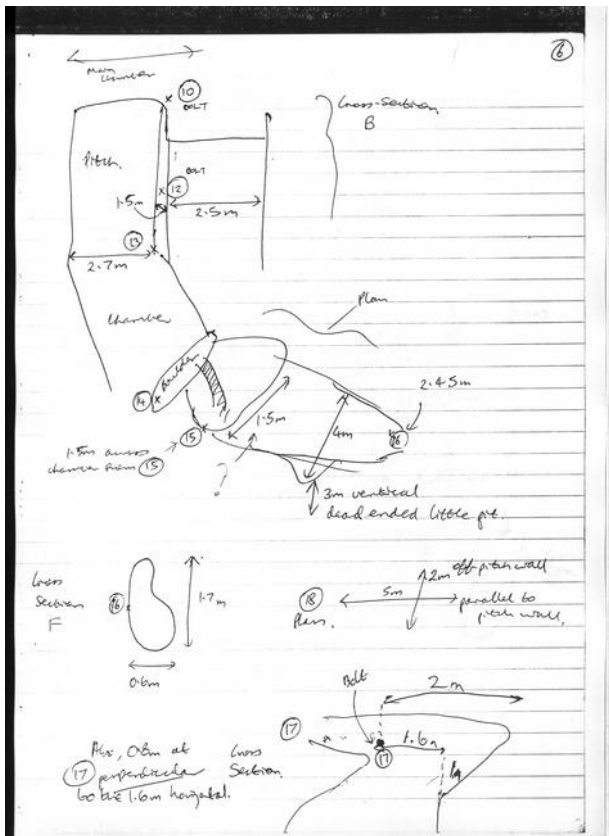 6
Main
Chamber
10
BOLT
Cross-Section
B
Pitch.
BOLT
12
1.5m
2.5m
13
2.7m
Plan
Chamber
Boulder
14
2.45m
1.5m
4m
16
15
1.5m across
chamber from 15
?
3m vertical
dead ended little pit.
2m off pitch wall
Cross
Section
F
16
1.7m
18
Plan.
5m
parallel to
pitch wall.
0.6m
Bolt
2m
17
1.6m
17
Also, 0.8m at
17 perpendicular
to the 1.6m horizontal.
Cross
Section.